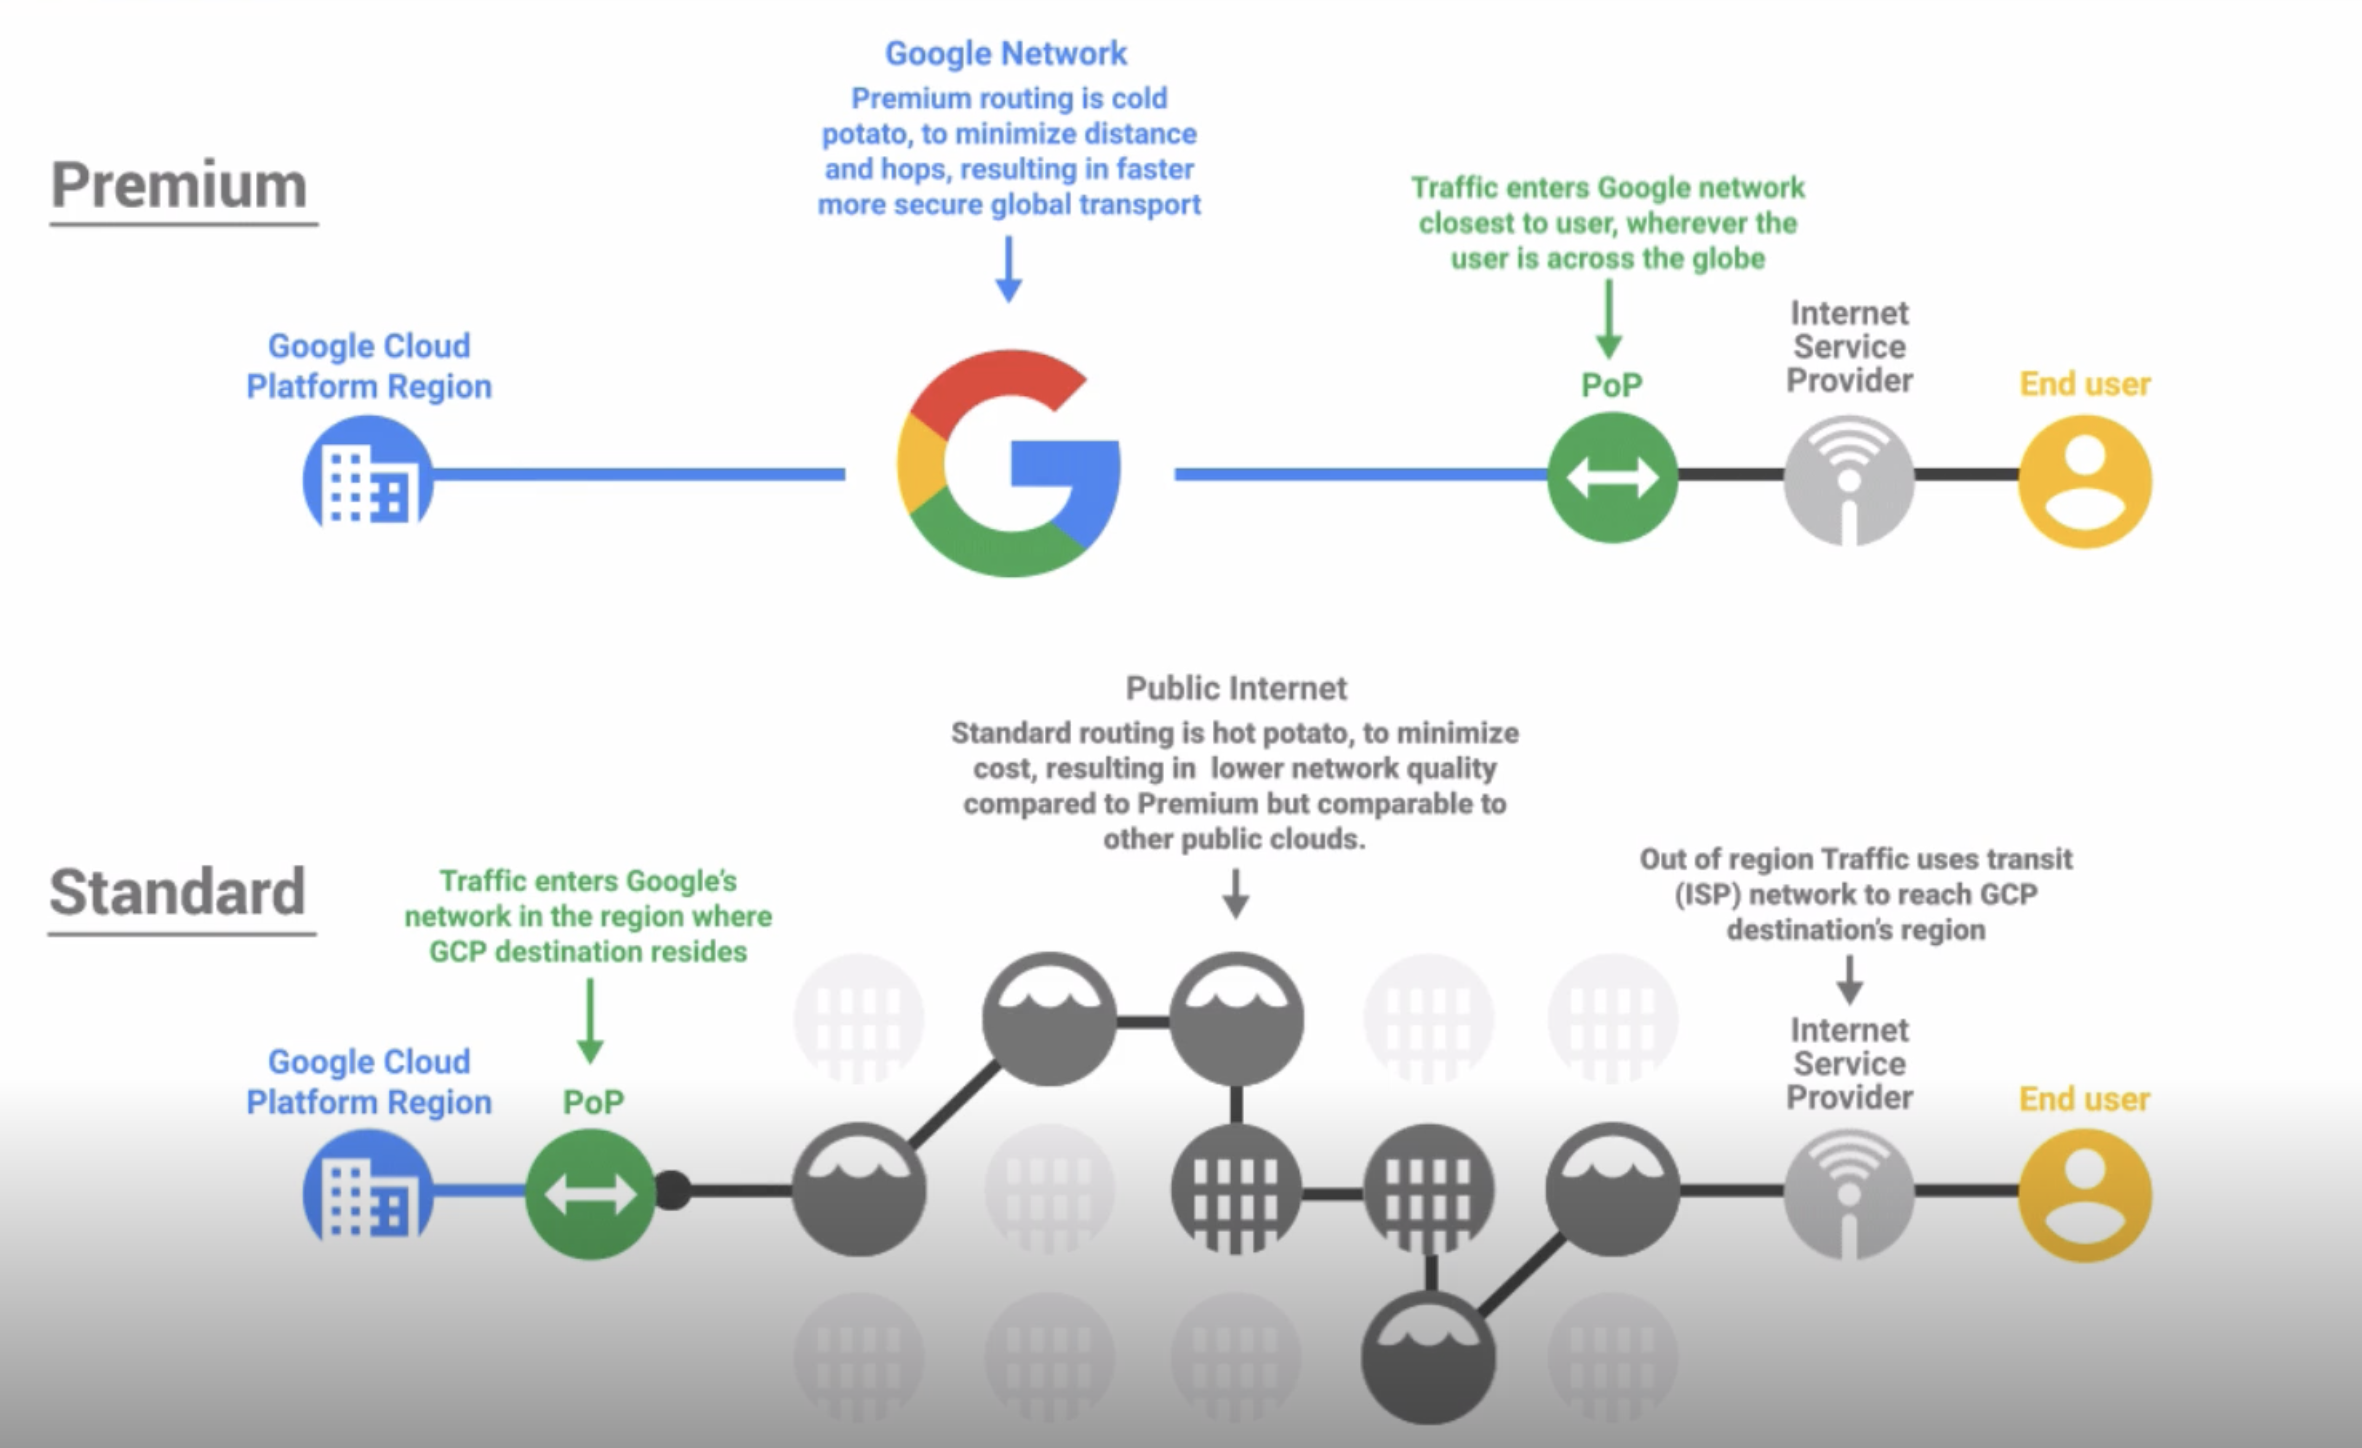 Google Network
Premium routing is cold
potato, to minimize distance
and hops, resulting in faster
more secure global transport
Premium
Traffic enters Google network
closest to user, wherever the
user is across the globe
Google Cloud
Platform Region
PoP
Internet
Service
Provider
End user
Public Internet
Standard routing is hot potato, to minimize
cost, resulting in  lower network quality
compared to Premium but comparable to
other public clouds.
Standard
Traffic enters Google's
network in the region where
GCP destination resides
Out of region Traffic uses transit
(ISP) network to reach GCP
destination's region
Google Cloud
Platform Region
PoP
Internet
Service
Provider
End user